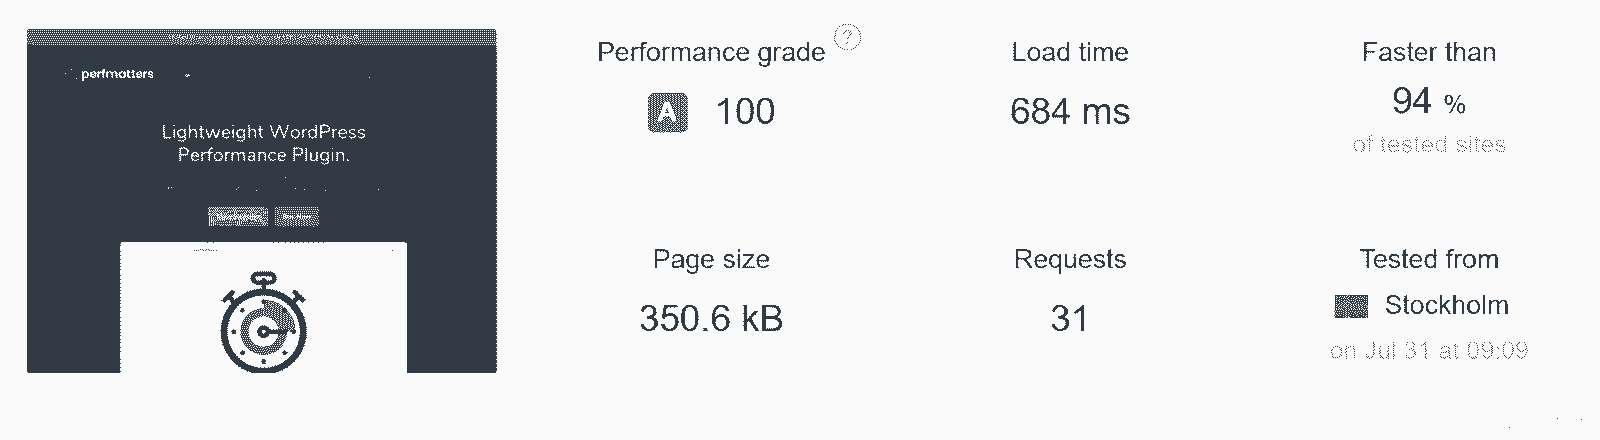 perfmatters
Lightweight WordPress
Performance Plugin.
Performance grade ?
A 100
Load time
684 ms
Faster than
94 %
of tested sites
Page size
350.6 kB
Requests
31
Tested from
Stockholm
on Jul 31 at 09:09